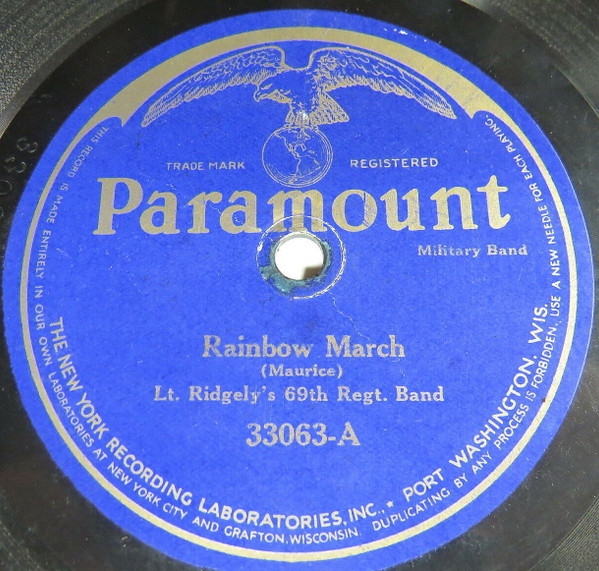 TRADE MARK REGISTERED
Paramount
Military Band
Rainbow March
(Maurice)
Lt. Ridgely's 69th Regt. Band
33063-A
THE NEW YORK RECORDING LABORATORIES, INC., ★ PORT WASHINGTON, WIS.
THIS RECORD IS MADE ENTIRELY IN OUR OWN LABORATORIES AT NEW YORK CITY AND GRAFTON, WISCONSIN. DUPLICATING BY ANY PROCESS IS FORBIDDEN. USE A NEW NEEDLE FOR EACH PLAYING.